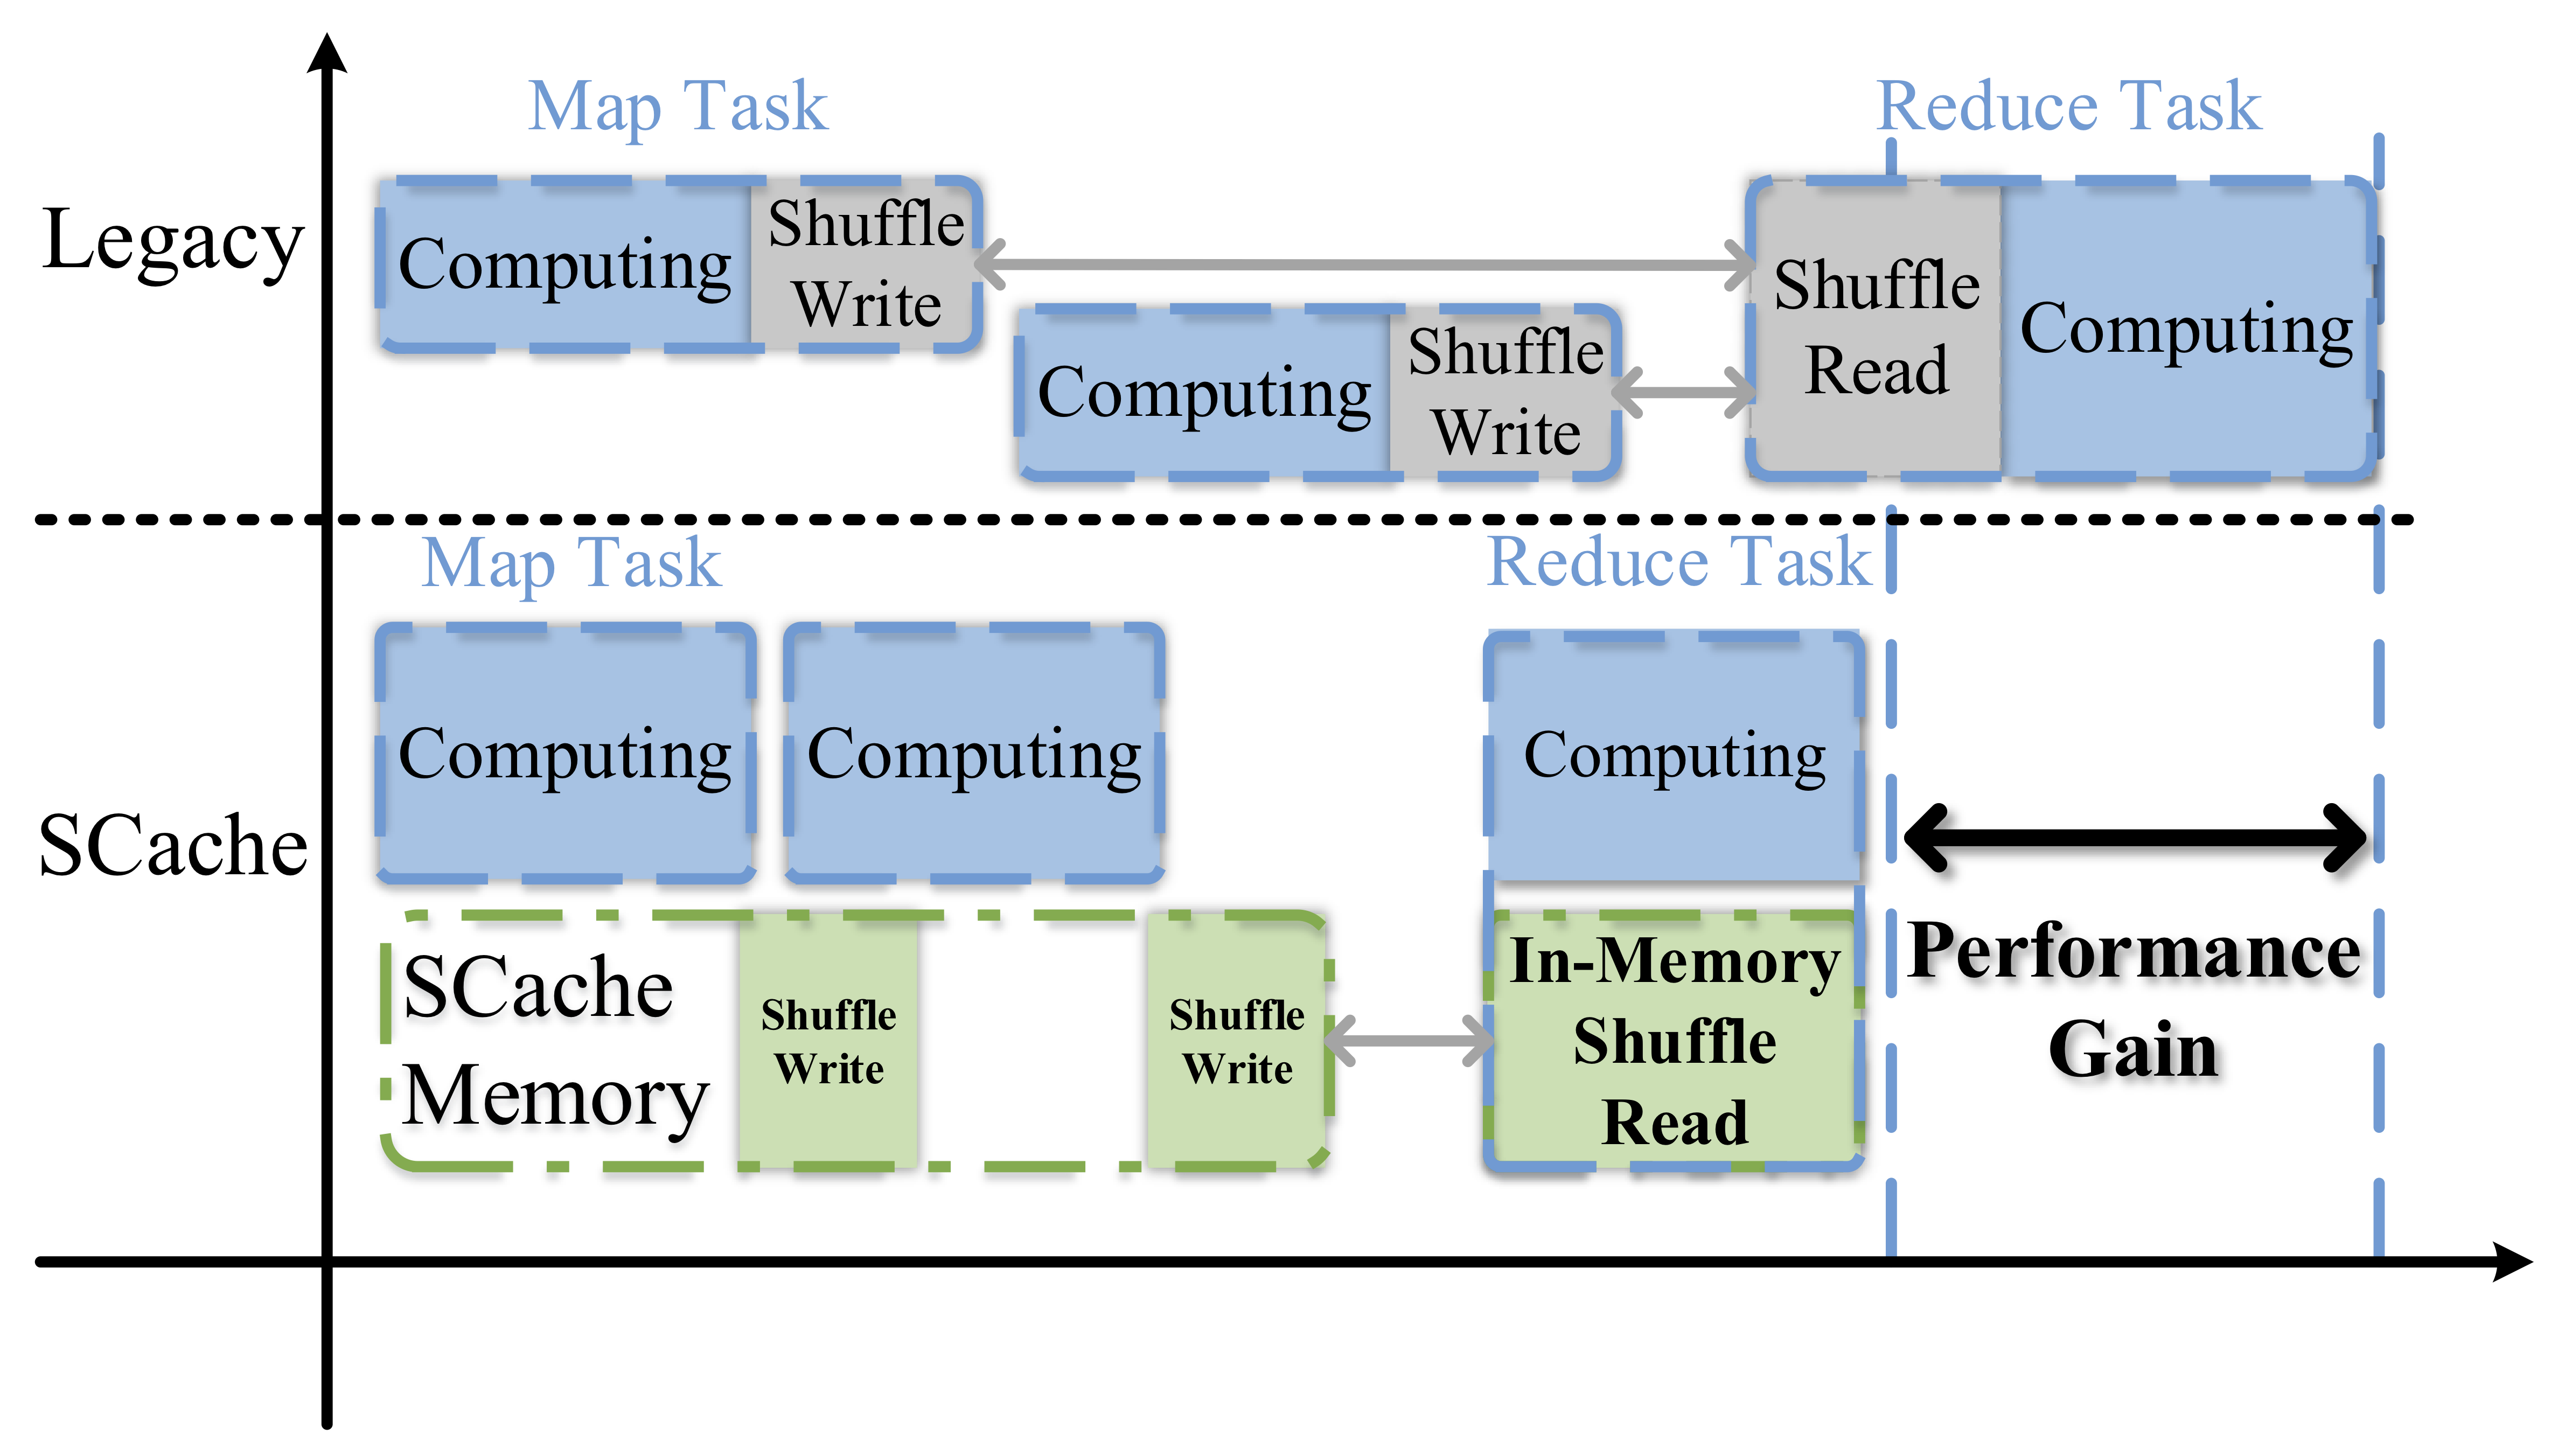 Map Task
Reduce Task
Legacy
Computing
Shuffle
Write
Computing
Shuffle
Write
Shuffle
Read
Computing
Map Task
Reduce Task
SCache
Computing
Computing
Computing
SCache
Memory
Shuffle
Write
Shuffle
Write
In-Memory
Shuffle
Read
Performance
Gain